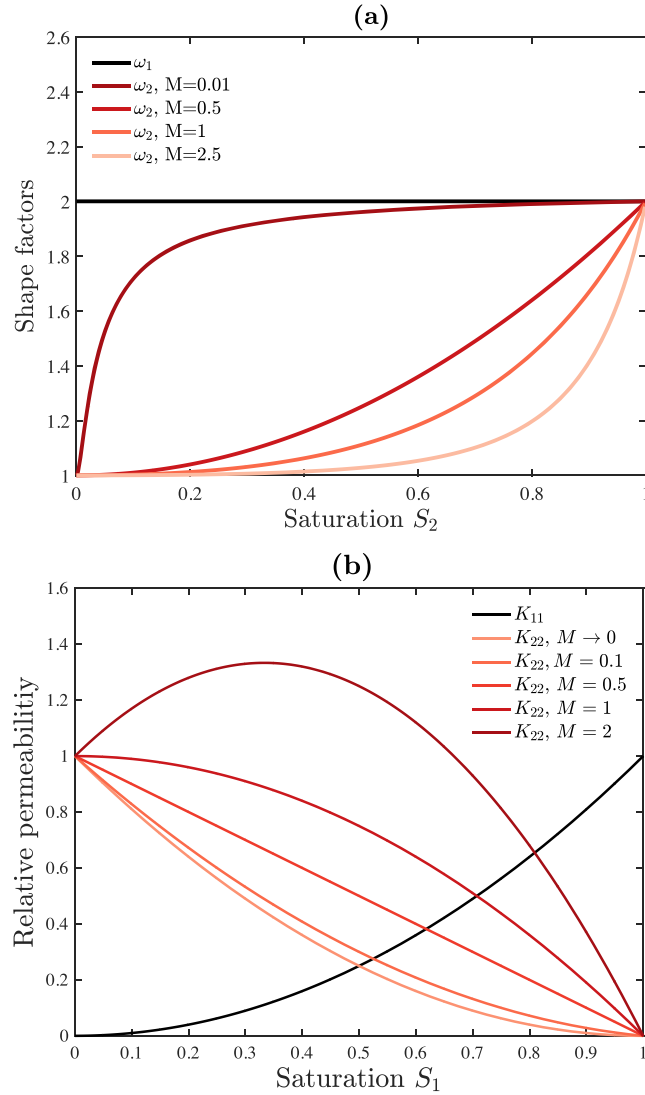 (a)
2.6
2.4
2.2
2
1.8
1.6
1.4
1.2
1
Shape factors
ω₁
ω₂, M=0.01
ω₂, M=0.5
ω₂, M=1
ω₂, M=2.5
0 0.2 0.4 0.6 0.8 1
Saturation S₂
(b)
1.6
1.4
1.2
1
0.8
0.6
0.4
0.2
0
Relative permeabilitiy
K₁₁
K₂₂, M → 0
K₂₂, M = 0.1
K₂₂, M = 0.5
K₂₂, M = 1
K₂₂, M = 2
0 0.1 0.2 0.3 0.4 0.5 0.6 0.7 0.8 0.9 1
Saturation S₁